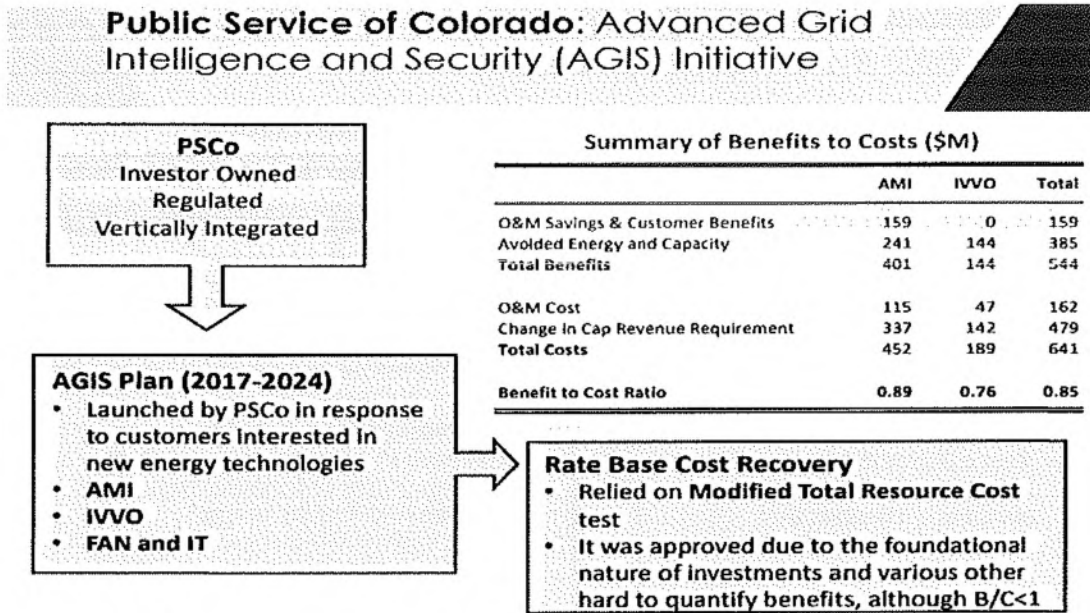 Public Service of Colorado: Advanced Grid
Intelligence and Security (AGIS) Initiative
PSCo
Investor Owned
Regulated
Vertically Integrated
AGIS Plan (2017-2024)
• Launched by PSCo in response
to customers interested in
new energy technologies
• AMI
• IVVO
• FAN and IT
Summary of Benefits to Costs ($M)
AMI IVVO Total
O&M Savings & Customer Benefits 159 0 159
Avoided Energy and Capacity 241 144 385
Total Benefits 401 144 544
O&M Cost 115 47 162
Change in Cap Revenue Requirement 337 142 479
Total Costs 452 189 641
Benefit to Cost Ratio 0.89 0.76 0.85
Rate Base Cost Recovery
• Relied on Modified Total Resource Cost
test
• It was approved due to the foundational
nature of investments and various other
hard to quantify benefits, although B/C<1